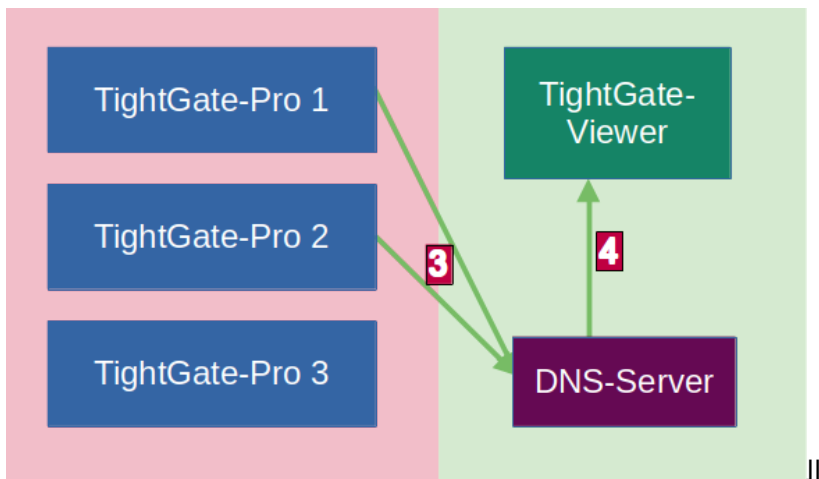 TightGate-Pro 1
TightGate-
Viewer
TightGate-Pro 2
3
4
TightGate-Pro 3
DNS-Server